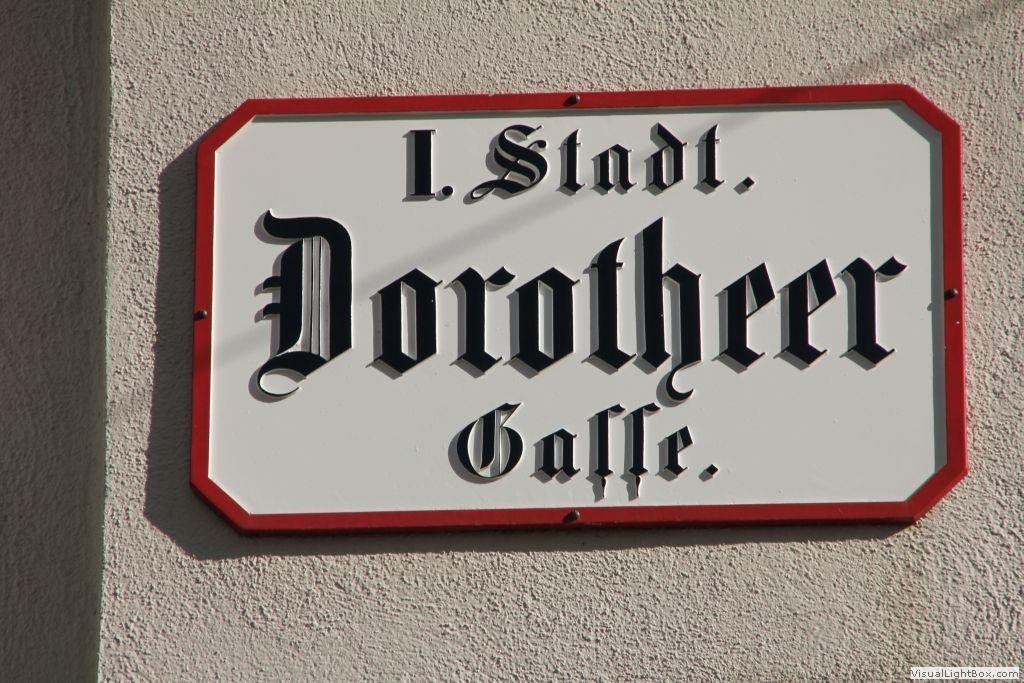 I. Stadt.
Dorotheer
Gaſſe.
VisualLightBox.com